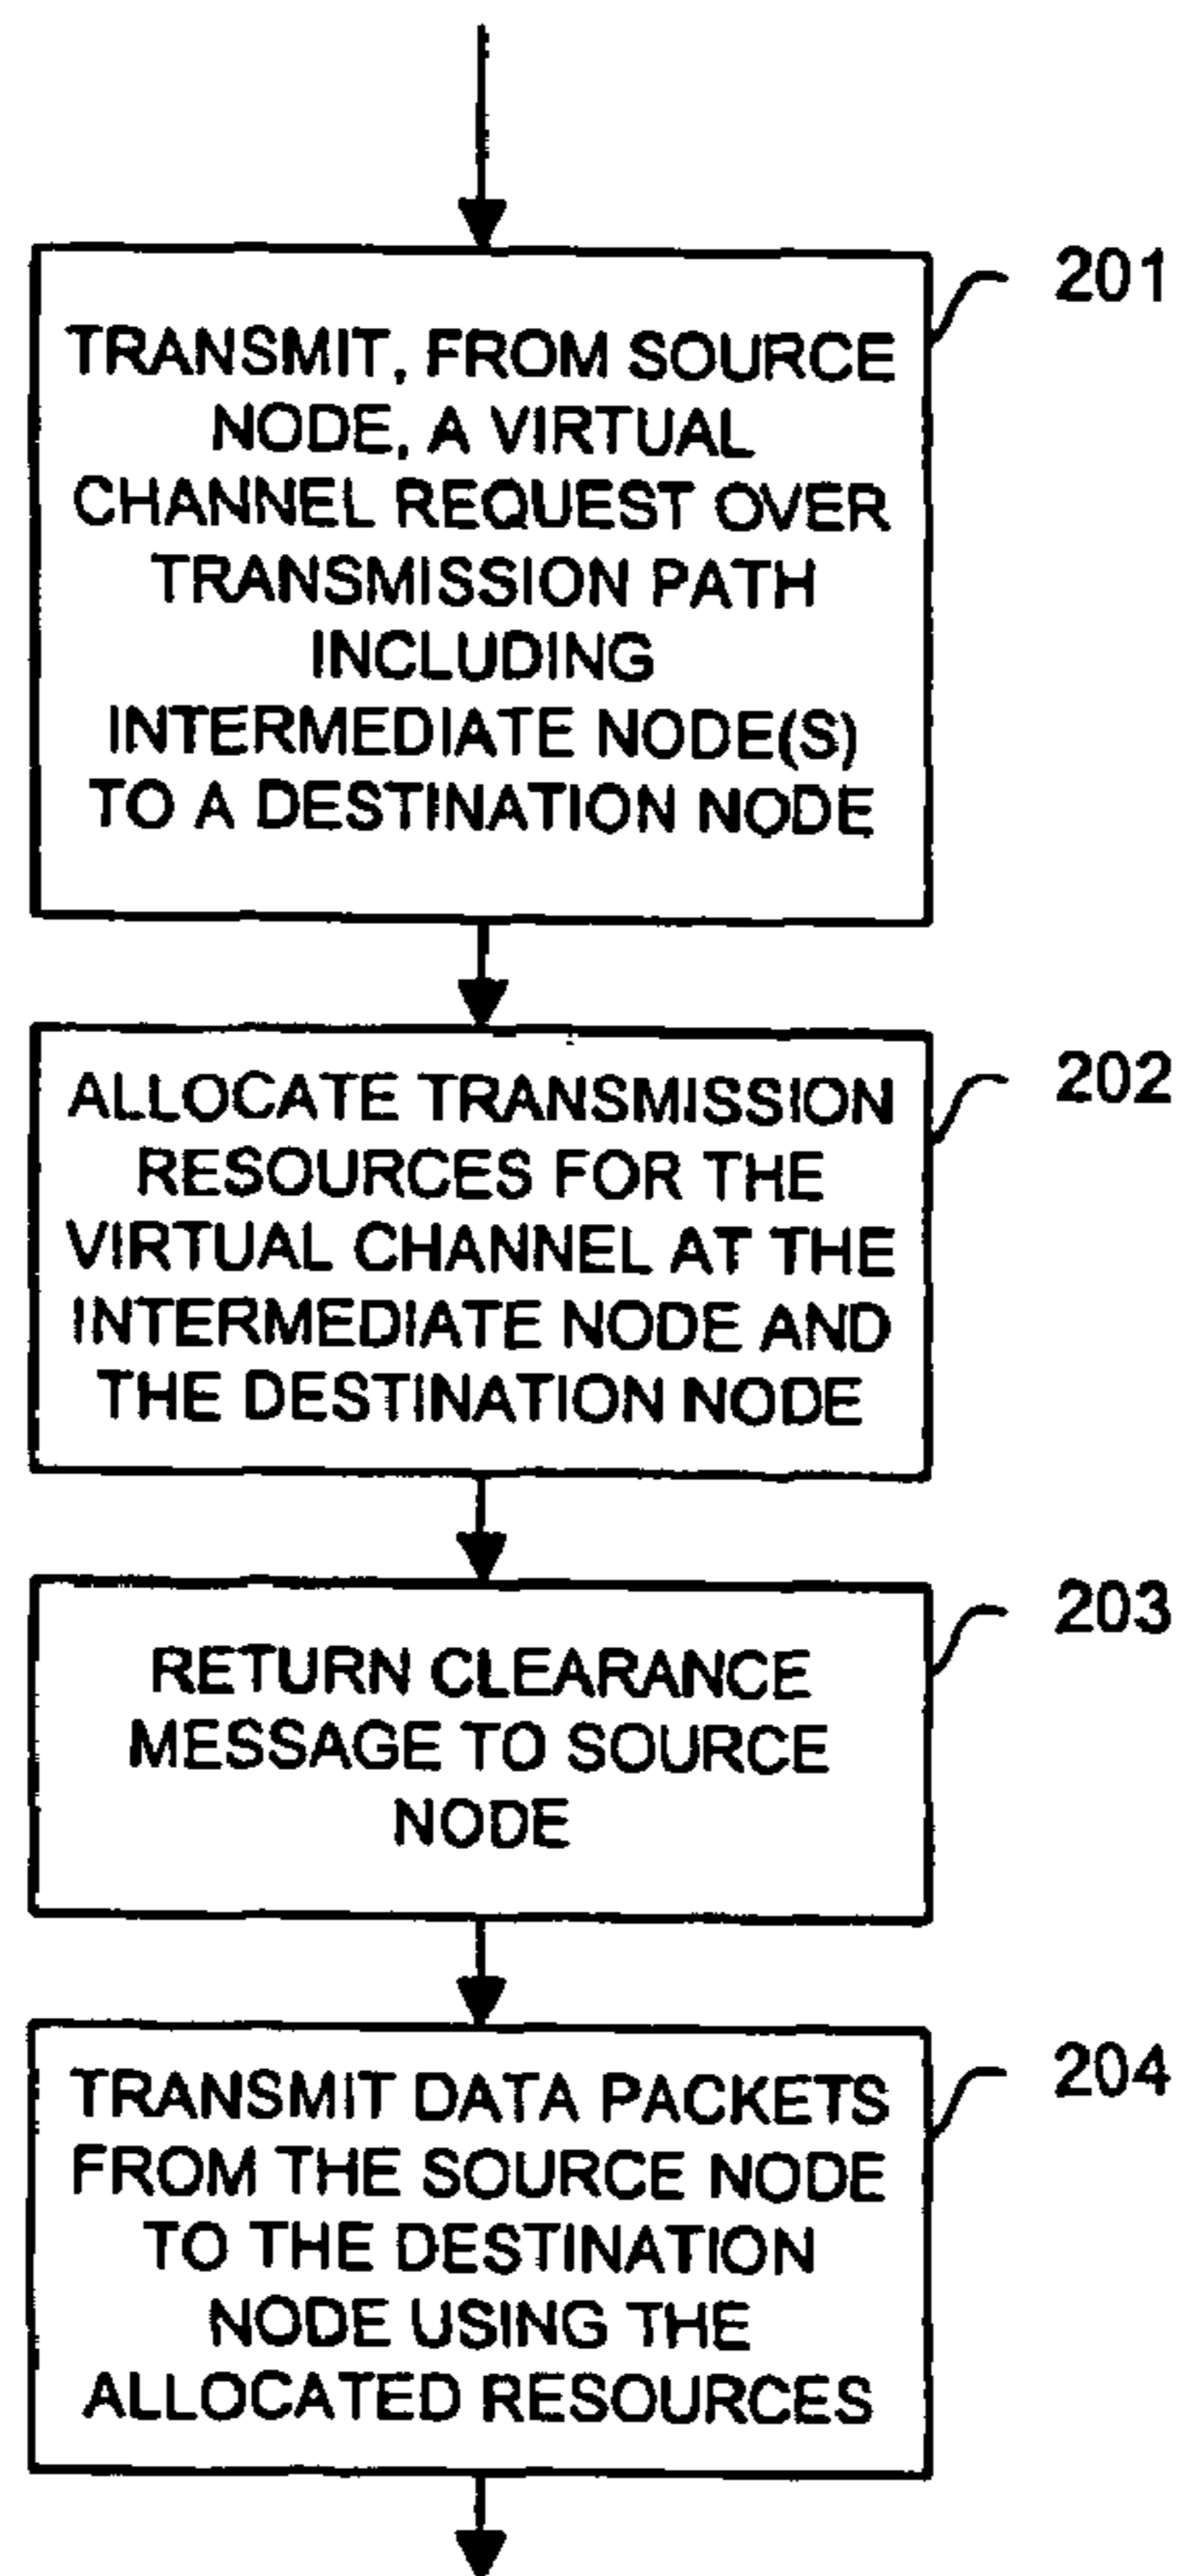 201
TRANSMIT, FROM SOURCE
NODE, A VIRTUAL
CHANNEL REQUEST OVER
TRANSMISSION PATH
INCLUDING
INTERMEDIATE NODE(S)
TO A DESTINATION NODE
202
ALLOCATE TRANSMISSION
RESOURCES FOR THE
VIRTUAL CHANNEL AT THE
INTERMEDIATE NODE AND
THE DESTINATION NODE
203
RETURN CLEARANCE
MESSAGE TO SOURCE
NODE
204
TRANSMIT DATA PACKETS
FROM THE SOURCE NODE
TO THE DESTINATION
NODE USING THE
ALLOCATED RESOURCES